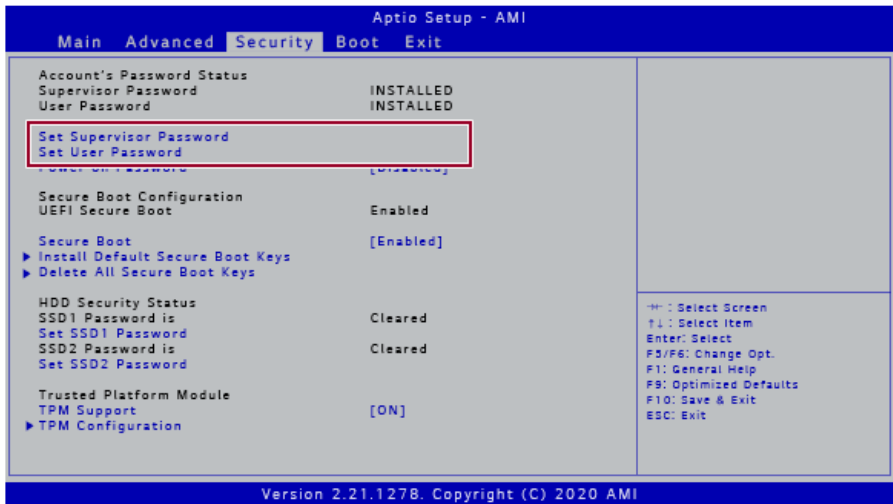 Aptio Setup - AMI
Main Advanced Security Boot Exit
Account's Password Status
Supervisor Password INSTALLED
User Password INSTALLED
Set Supervisor Password
Set User Password
Power on Password [Disabled]
Secure Boot Configuration
UEFI Secure Boot Enabled
Secure Boot [Enabled]
Install Default Secure Boot Keys
Delete All Secure Boot Keys
HDD Security Status
SSD1 Password is Cleared
Set SSD1 Password
SSD2 Password is Cleared
Set SSD2 Password
Trusted Platform Module
TPM Support [ON]
TPM Configuration
→← : Select Screen
↑↓ : Select Item
Enter: Select
F5/F6: Change Opt.
F1: General Help
F9: Optimized Defaults
F10: Save & Exit
ESC: Exit
Version 2.21.1278. Copyright (C) 2020 AMI